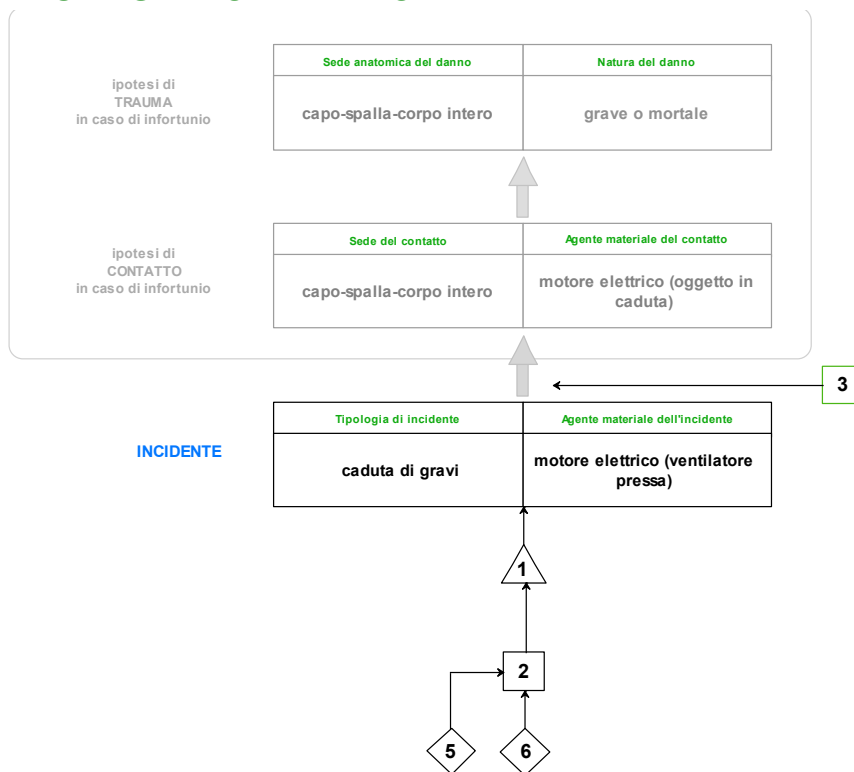 Sede anatomica del danno
Natura del danno
ipotesi di
TRAUMA
in caso di infortunio
capo-spalla-corpo intero
grave o mortale
Sede del contatto
Agente materiale del contatto
ipotesi di
CONTATTO
in caso di infortunio
capo-spalla-corpo intero
motore elettrico (oggetto in
caduta)
3
Tipologia di incidente
Agente materiale dell'incidente
INCIDENTE
caduta di gravi
motore elettrico (ventilatore
pressa)
1
2
5
6